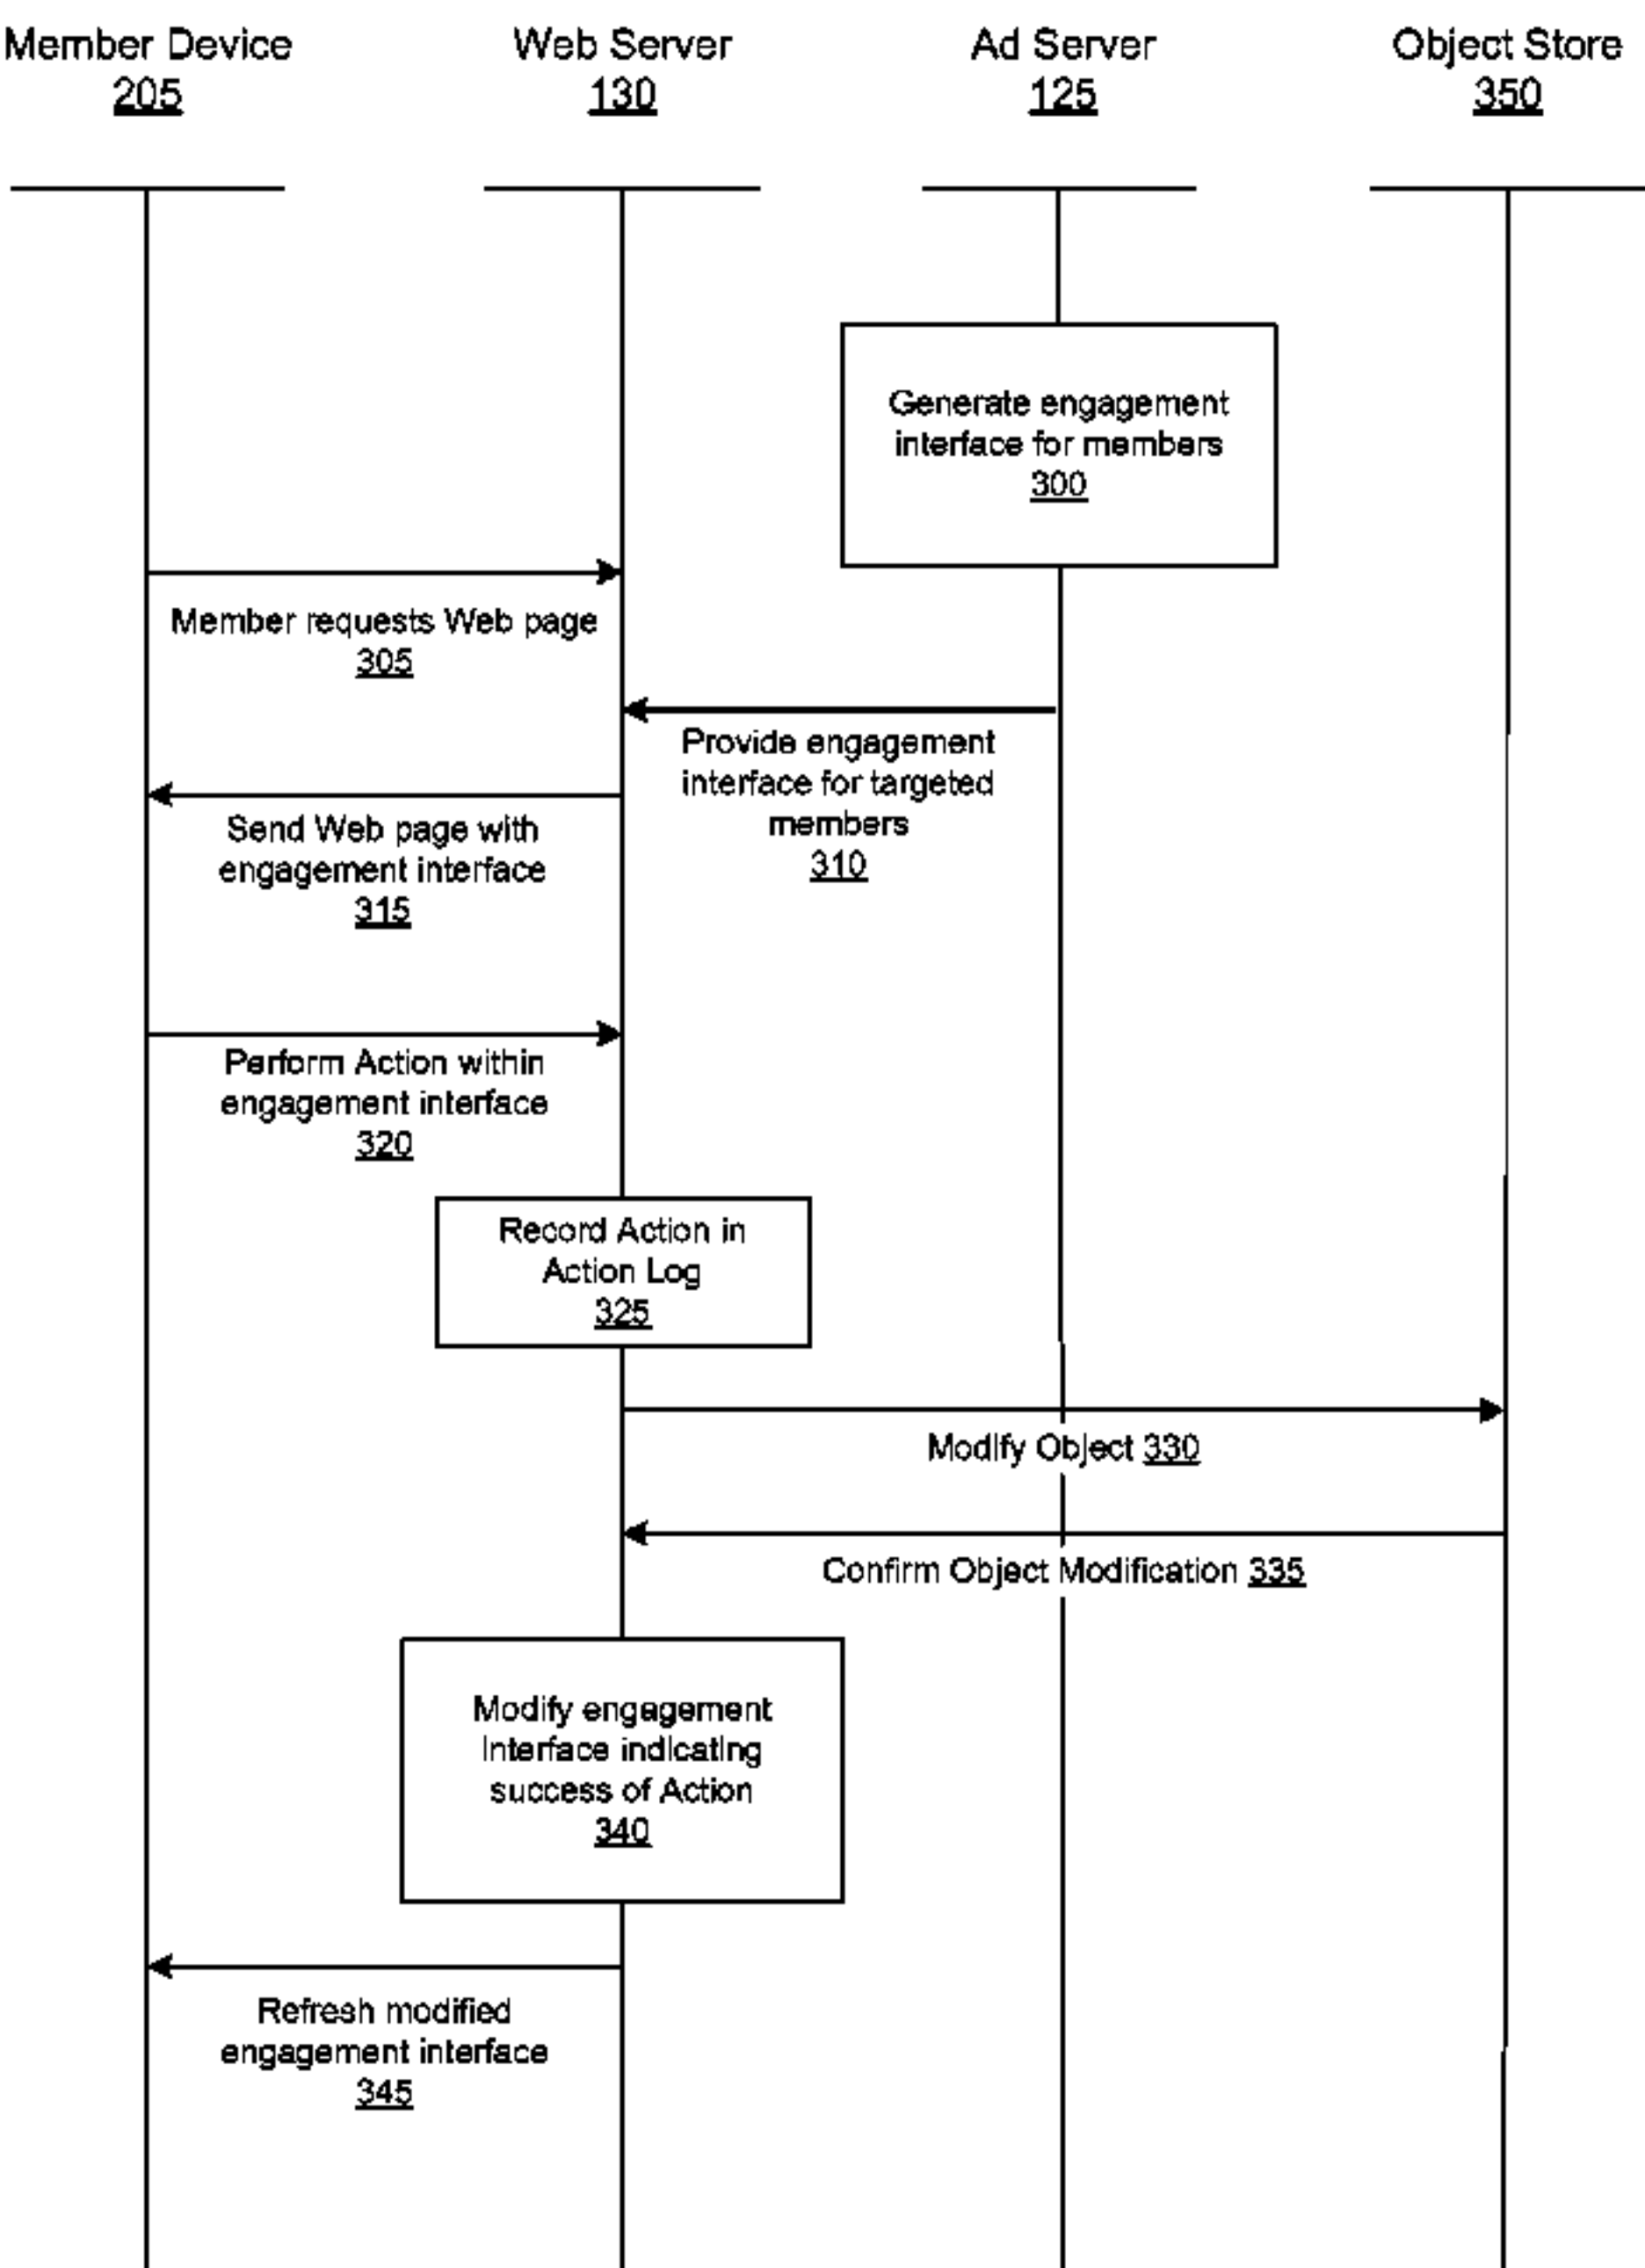 Member Device
205
Web Server
130
Ad Server
125
Object Store
350
Generate engagement
interface for members
300
Member requests Web page
305
Provide engagement
interface for targeted
members
310
Send Web page with
engagement interface
315
Perform Action within
engagement interface
320
Record Action in
Action Log
325
Modify Object 330
Confirm Object Modification 335
Modify engagement
interface indicating
success of Action
340
Refresh modified
engagement interface
345